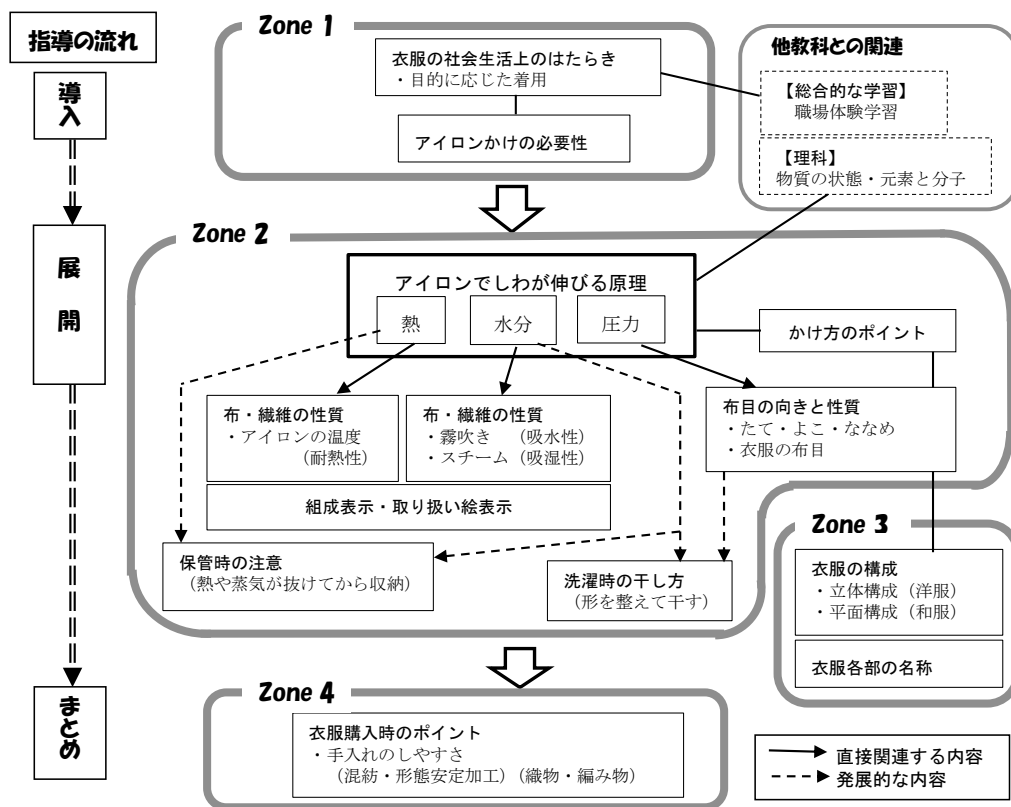 指導の流れ
導入
展開
まとめ
Zone 1
衣服の社会生活上のはたらき
・目的に応じた着用
アイロンかけの必要性
他教科との関連
【総合的な学習】
職場体験学習
【理科】
物質の状態・元素と分子
Zone 2
アイロンでしわが伸びる原理
熱
水分
圧力
かけ方のポイント
布・繊維の性質
・アイロンの温度
（耐熱性）
布・繊維の性質
・霧吹き　（吸水性）
・スチーム（吸湿性）
布目の向きと性質
・たて・よこ・ななめ
・衣服の布目
組成表示・取り扱い絵表示
保管時の注意
（熱や蒸気が抜けてから収納）
洗濯時の干し方
（形を整えて干す）
Zone 3
衣服の構成
・立体構成（洋服）
・平面構成（和服）
衣服各部の名称
Zone 4
衣服購入時のポイント
・手入れのしやすさ
（混紡・形態安定加工）（織物・編み物）
直接関連する内容
発展的な内容